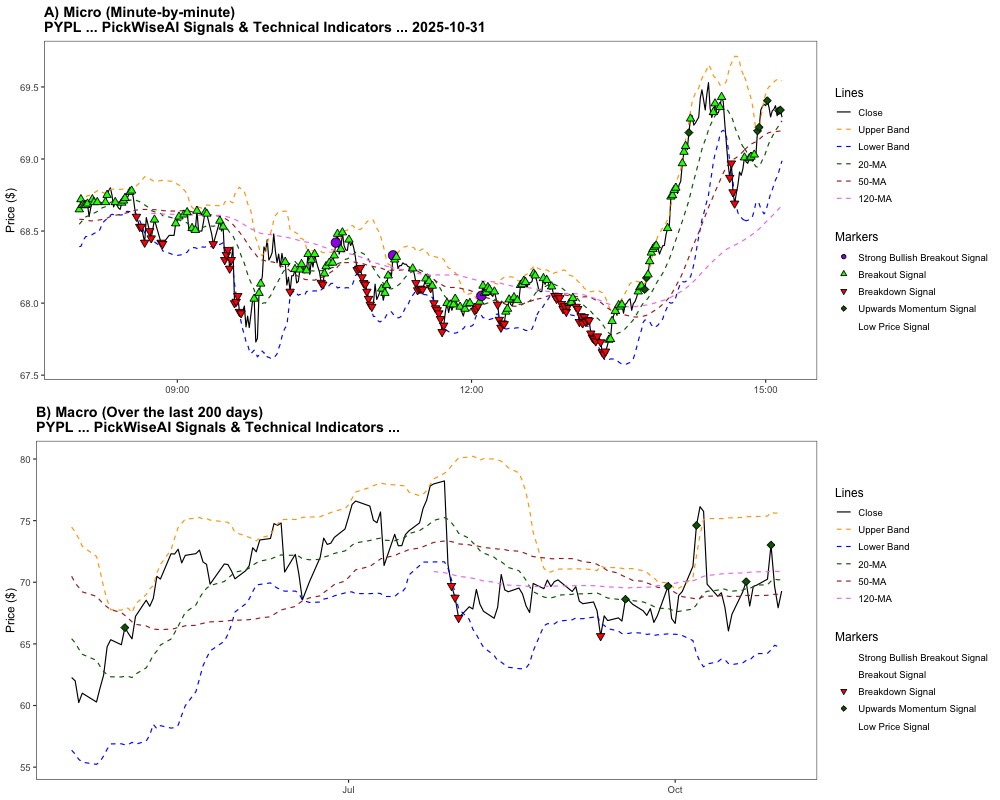 A) Micro (Minute-by-minute)
PYPL ... PickWiseAI Signals & Technical Indicators ... 2025-10-31
Price ($)
69.5
69.0
68.5
68.0
67.5
09:00
12:00
15:00
Lines
Close
Upper Band
Lower Band
20-MA
50-MA
120-MA
Markers
Strong Bullish Breakout Signal
Breakout Signal
Breakdown Signal
Upwards Momentum Signal
Low Price Signal
B) Macro (Over the last 200 days)
PYPL ... PickWiseAI Signals & Technical Indicators ...
Price ($)
80
75
70
65
60
55
Jul
Oct
Lines
Close
Upper Band
Lower Band
20-MA
50-MA
120-MA
Markers
Strong Bullish Breakout Signal
Breakout Signal
Breakdown Signal
Upwards Momentum Signal
Low Price Signal